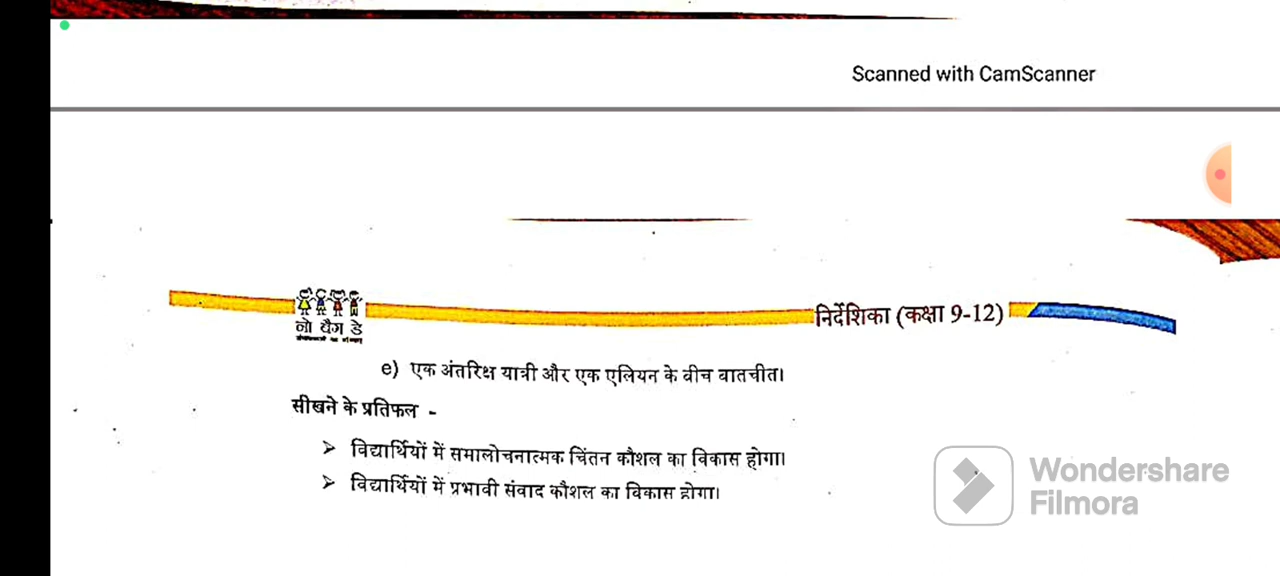 Scanned with CamScanner
नो बैग डे
निर्देशिका (कक्षा 9-12)
e) एक अंतरिक्ष यात्री और एक एलियन के बीच बातचीत।
सीखने के प्रतिफल -
➢ विद्यार्थियों में समालोचनात्मक चिंतन कौशल का विकास होगा।
➢ विद्यार्थियों में प्रभावी संवाद कौशल का विकास होगा।
Wondershare
Filmora